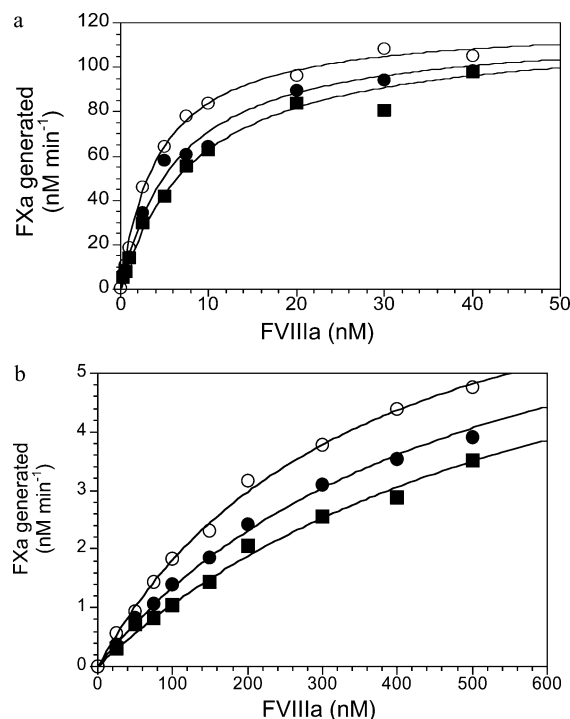 a
FXa generated
(nM min⁻¹)
120
100
80
60
40
20
0
0 10 20 30 40 50
FVIIIa (nM)
b
FXa generated
(nM min⁻¹)
5
4
3
2
1
0
0 100 200 300 400 500 600
FVIIIa (nM)